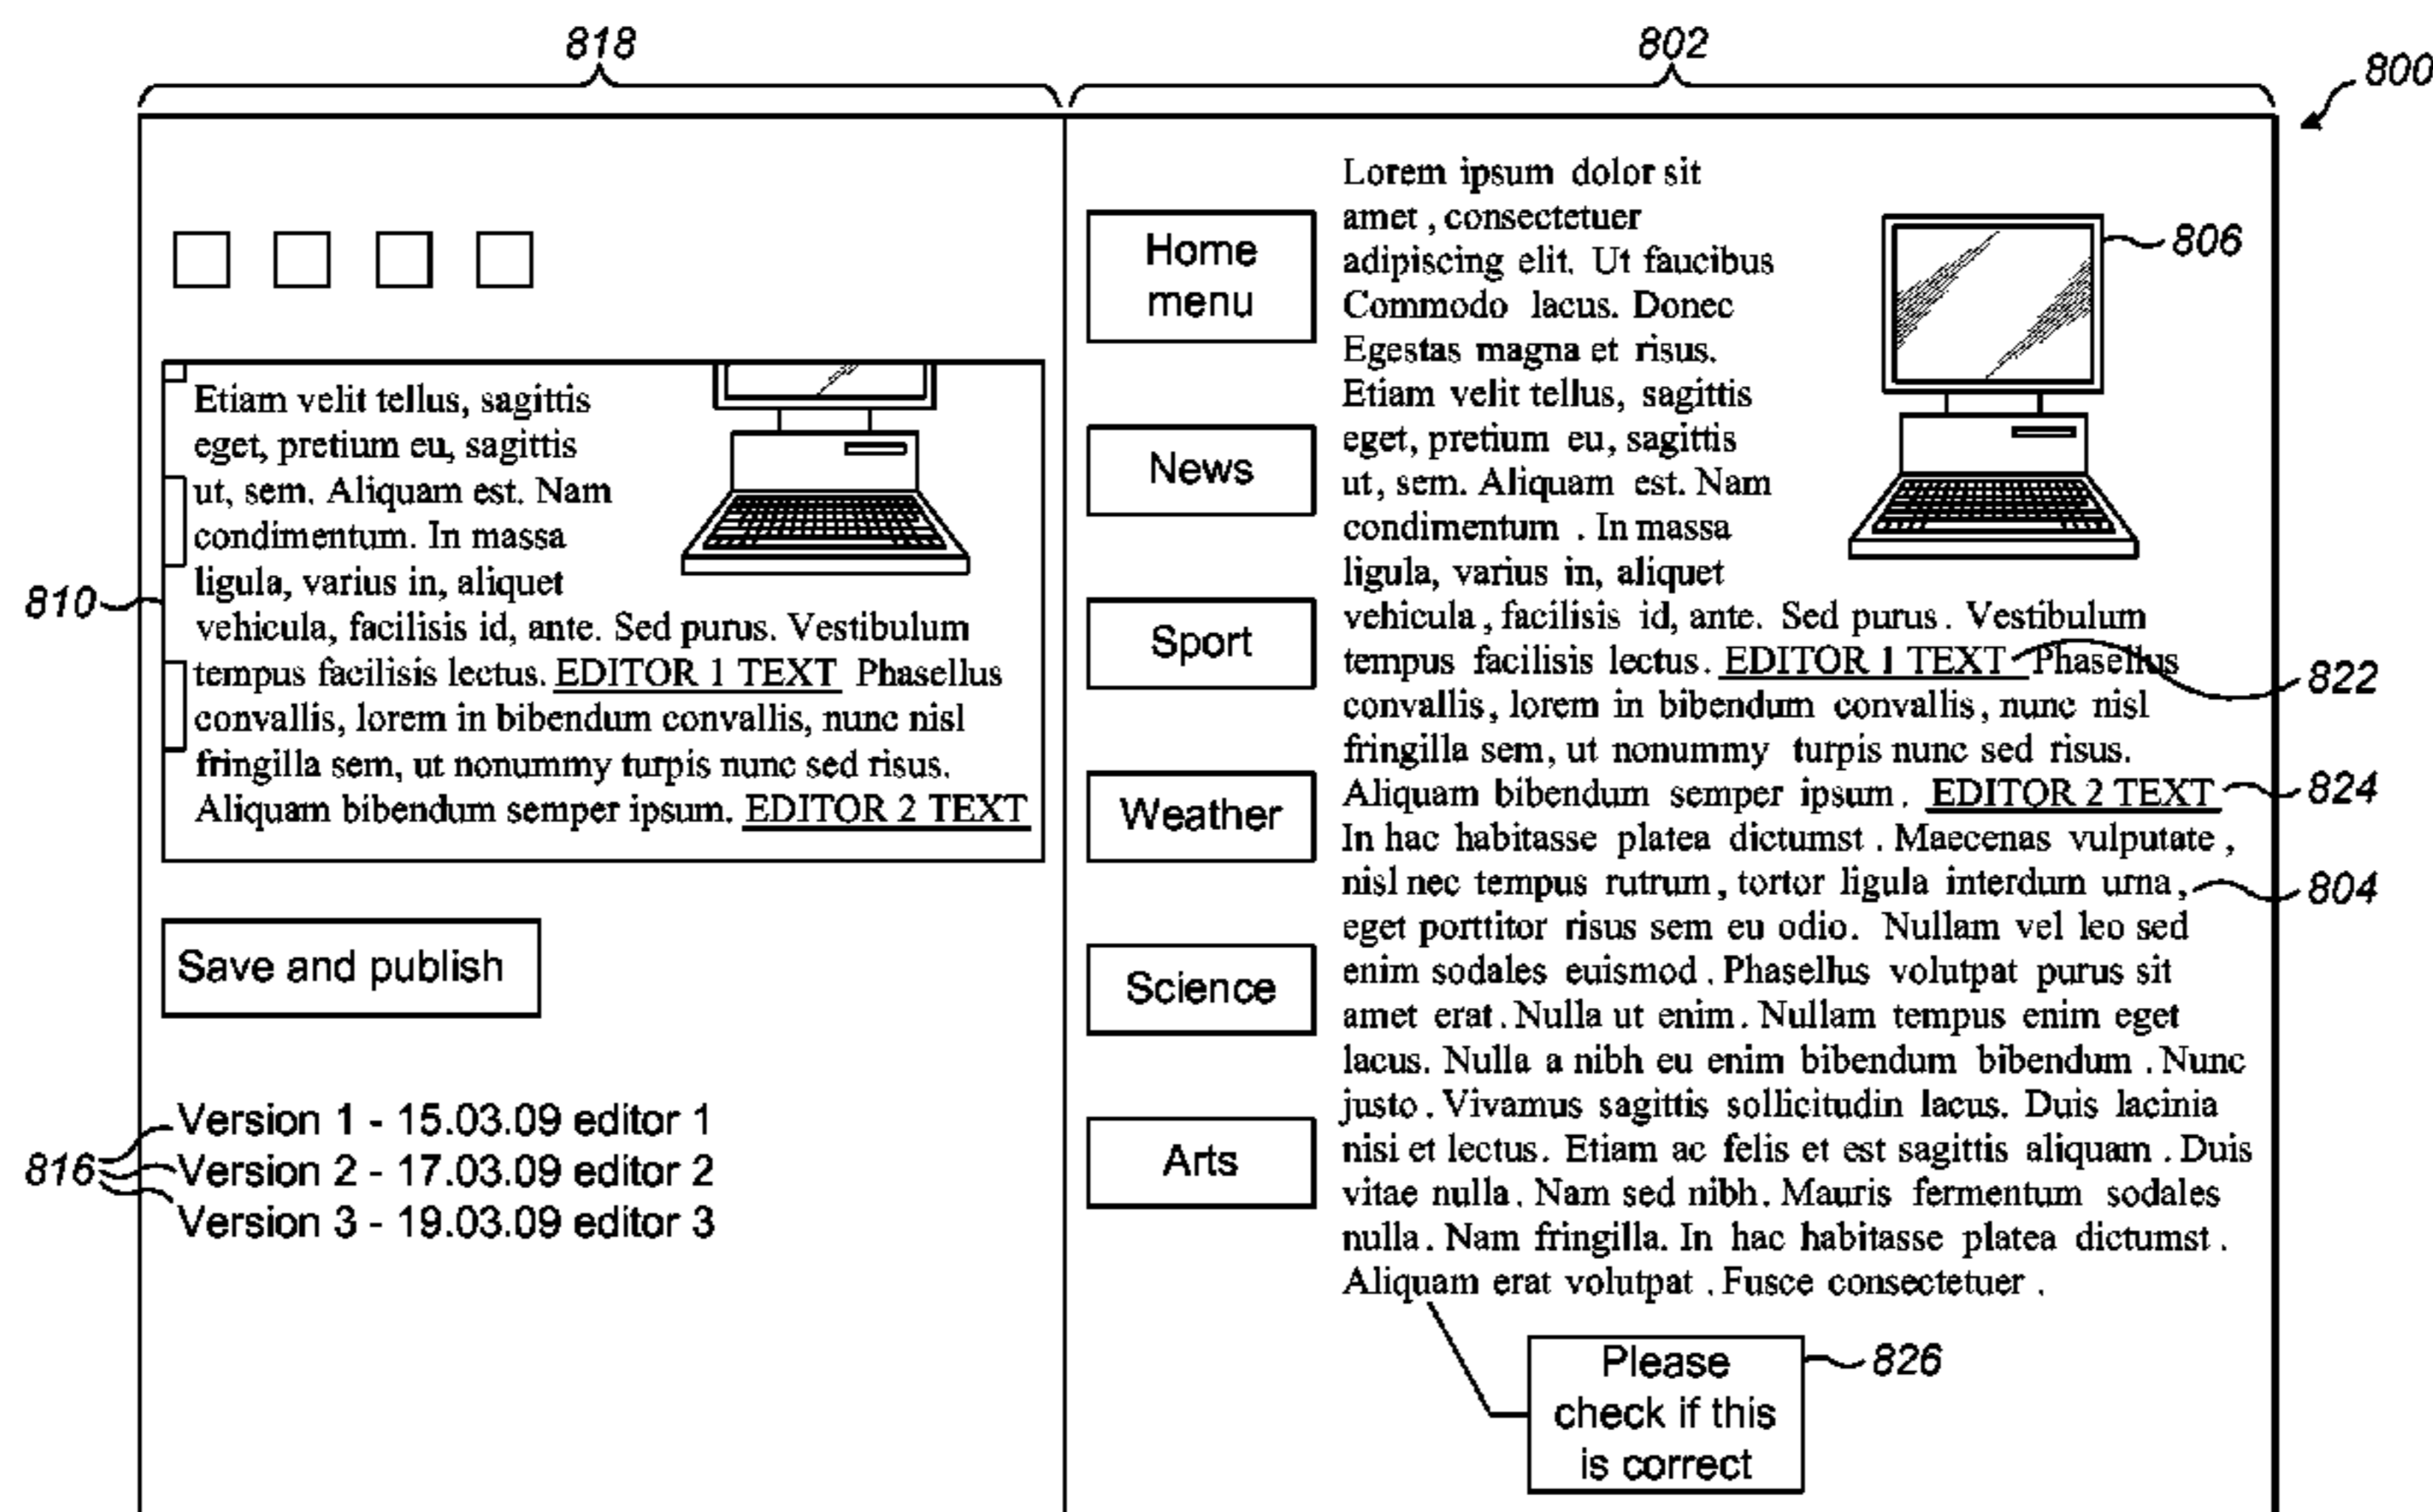 818
802
800
Etiam velit tellus, sagittis
eget, pretium eu, sagittis
ut, sem. Aliquam est. Nam
condimentum. In massa
ligula, varius in, aliquet
vehicula, facilisis id, ante. Sed purus. Vestibulum
tempus facilisis lectus. EDITOR 1 TEXT Phasellus
convallis, lorem in bibendum convallis, nunc nisl
fringilla sem, ut nonummy turpis nunc sed risus.
Aliquam bibendum semper ipsum. EDITOR 2 TEXT
810
Save and publish
Version 1 - 15.03.09 editor 1
Version 2 - 17.03.09 editor 2
Version 3 - 19.03.09 editor 3
816
Home
menu
News
Sport
Weather
Science
Arts
Lorem ipsum dolor sit
amet , consectetuer
adipiscing elit. Ut faucibus
Commodo lacus. Donec
Egestas magna et risus.
Etiam velit tellus, sagittis
eget, pretium eu, sagittis
ut, sem. Aliquam est. Nam
condimentum . In massa
ligula, varius in, aliquet
vehicula , facilisis id, ante. Sed purus . Vestibulum
tempus facilisis lectus. EDITOR 1 TEXT Phasellus
convallis , lorem in bibendum convallis , nunc nisl
fringilla sem, ut nonummy turpis nunc sed risus.
Aliquam bibendum semper ipsum . EDITOR 2 TEXT
In hac habitasse platea dictumst . Maecenas vulputate ,
nisl nec tempus rutrum , tortor ligula interdum urna ,
eget porttitor risus sem eu odio. Nullam vel leo sed
enim sodales euismod . Phasellus volutpat purus sit
amet erat . Nulla ut enim . Nullam tempus enim eget
lacus. Nulla a nibh eu enim bibendum bibendum . Nunc
justo . Vivamus sagittis sollicitudin lacus. Duis lacinia
nisi et lectus. Etiam ac felis et est sagittis aliquam . Duis
vitae nulla . Nam sed nibh . Mauris fermentum sodales
nulla . Nam fringilla. In hac habitasse platea dictumst .
Aliquam erat volutpat . Fusce consectetuer .
806
822
824
804
Please
check if this
is correct
826